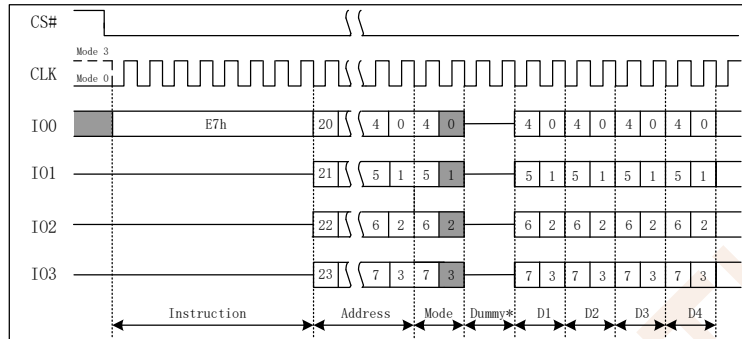 CS#
Mode 3
CLK
Mode 0
IO0 E7h 20 4 0 4 0 4 0 4 0 4 0 4 0
IO1 21 5 1 5 1 5 1 5 1 5 1 5 1
IO2 22 6 2 6 2 6 2 6 2 6 2 6 2
IO3 23 7 3 7 3 7 3 7 3 7 3 7 3
Instruction Address Mode Dummy* D1 D2 D3 D4